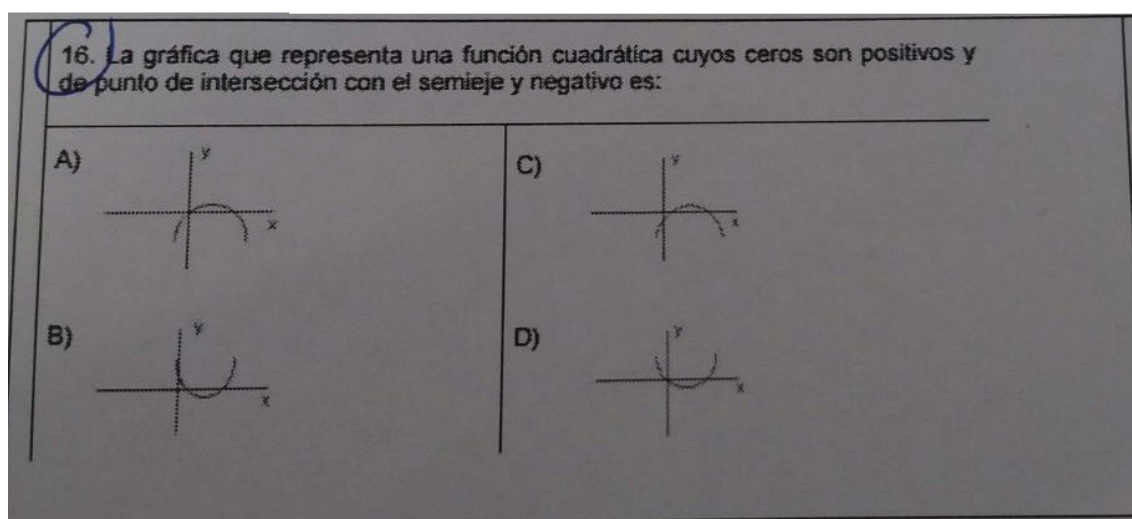 16. La gráfica que representa una función cuadrática cuyos ceros son positivos y
de punto de intersección con el semieje y negativo es:
A)
y
x
C)
y
x
B)
y
x
D)
y
x